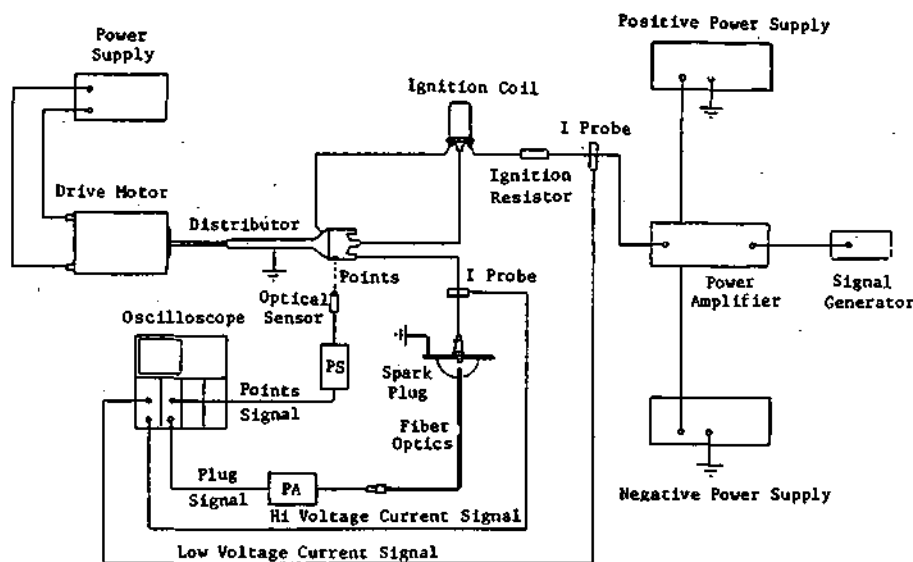 Positive Power Supply
Power
Supply
Ignition Coil
I Probe
Ignition
Resistor
Drive Motor
Distributor
Points
I Probe
Power
Amplifier
Signal
Generator
Optical
Sensor
Oscilloscope
PS
Spark
Plug
Points
Signal
Fiber
Optics
Plug
Signal
PA
Hi Voltage Current Signal
Negative Power Supply
Low Voltage Current Signal